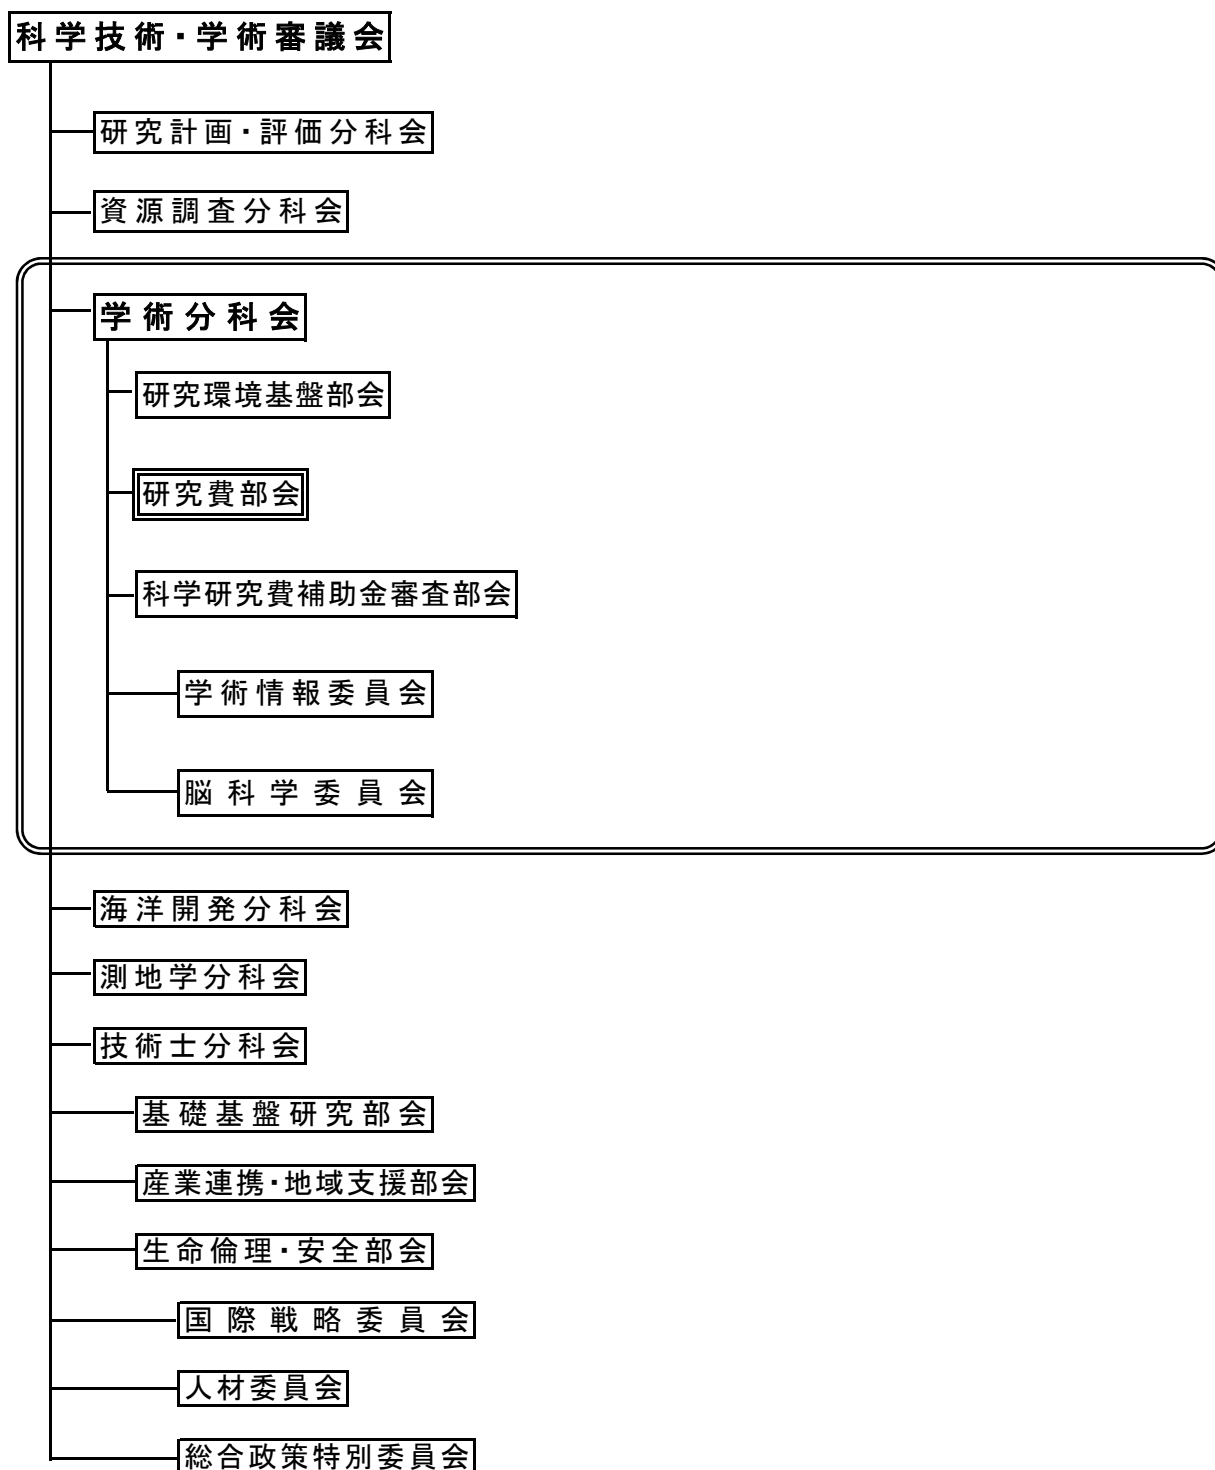 科学技術・学術審議会
研究計画・評価分科会
資源調査分科会
学術分科会
研究環境基盤部会
研究費部会
科学研究費補助金審査部会
学術情報委員会
脳科学委員会
海洋開発分科会
測地学分科会
技術士分科会
基礎基盤研究部会
産業連携・地域支援部会
生命倫理・安全部会
国際戦略委員会
人材委員会
総合政策特別委員会